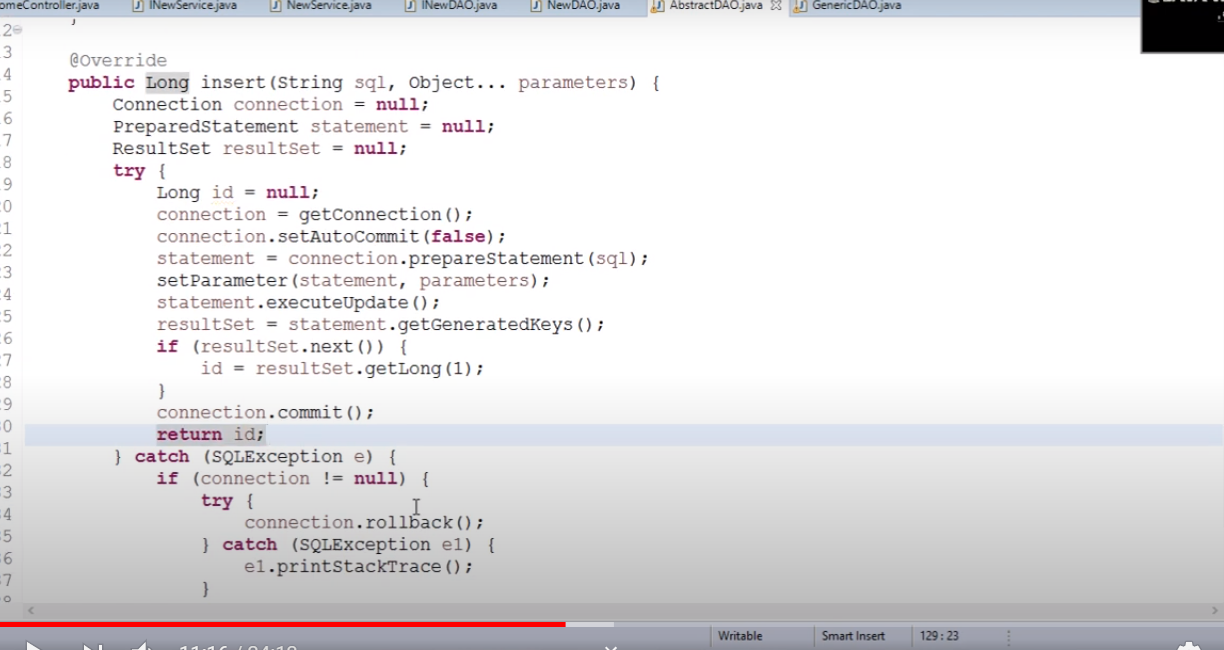 omeController.java INewService.java NewService.java INewDAO.java NewDAO.java AbstractDAO.java GenericDAO.java
2
3 @Override
4 public Long insert(String sql, Object... parameters) {
5 Connection connection = null;
6 PreparedStatement statement = null;
7 ResultSet resultSet = null;
8 try {
9 Long id = null;
0 connection = getConnection();
1 connection.setAutoCommit(false);
2 statement = connection.prepareStatement(sql);
3 setParameter(statement, parameters);
4 statement.executeUpdate();
5 resultSet = statement.getGeneratedKeys();
6 if (resultSet.next()) {
7 id = resultSet.getLong(1);
8 }
9 connection.commit();
0 return id;
1 } catch (SQLException e) {
2 if (connection != null) {
3 try {
4 connection.rollback();
5 } catch (SQLException e1) {
6 e1.printStackTrace();
7 }
Writable Smart Insert 129 : 23